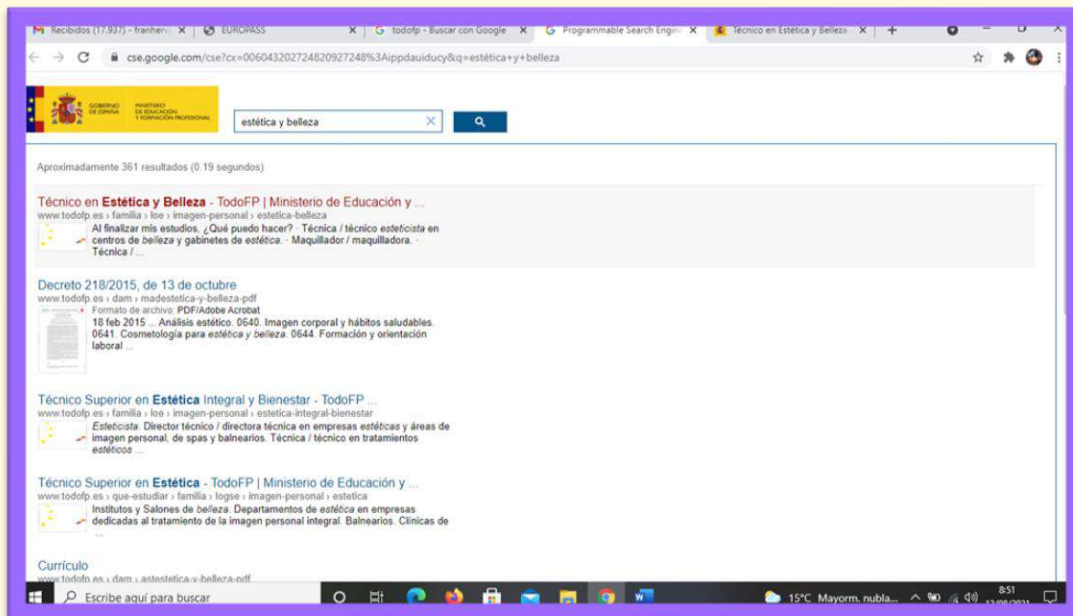 Recibidos (17.937) - franherv
EUROPASS
todofp - Buscar con Google
Programmable Search Engin
Técnico en Estética y Belleza
cse.google.com/cse?cx=006043202724820927248%3Aippdauiducy&q=estética+y+belleza
GOBIERNO DE ESPAÑA
MINISTERIO DE EDUCACIÓN Y FORMACIÓN PROFESIONAL
estética y belleza
Aproximadamente 361 resultados (0.19 segundos)
Técnico en Estética y Belleza - TodoFP | Ministerio de Educación y ...
www.todofp.es › familia › loe › imagen-personal › estetica-belleza
Al finalizar mis estudios, ¿Qué puedo hacer? · Técnica / técnico esteticista en
centros de belleza y gabinetes de estética. · Maquillador / maquilladora. ·
Técnica / ...
Decreto 218/2015, de 13 de octubre
www.todofp.es › dam › madestetica-y-belleza-pdf
Formato de archivo: PDF/Adobe Acrobat
18 feb 2015 ... Análisis estético. 0640. Imagen corporal y hábitos saludables.
0641. Cosmetología para estética y belleza. 0644. Formación y orientación
laboral ...
Técnico Superior en Estética Integral y Bienestar - TodoFP ...
www.todofp.es › familia › loe › imagen-personal › estetica-integral-bienestar
Esteticista. Director técnico / directora técnica en empresas estéticas y áreas de
imagen personal, de spas y balnearios. Técnica / técnico en tratamientos
estéticos ...
Técnico Superior en Estética - TodoFP | Ministerio de Educación y ...
www.todofp.es › que-estudiar › familia › logse › imagen-personal › estetica
Institutos y Salones de belleza. Departamentos de estética en empresas
dedicadas al tratamiento de la imagen personal integral. Balnearios. Clínicas de
...
Currículo
www.todofp.es › dam › astestetica-y-belleza-pdf
Escribe aquí para buscar
15°C Mayorm. nubla...
8:51